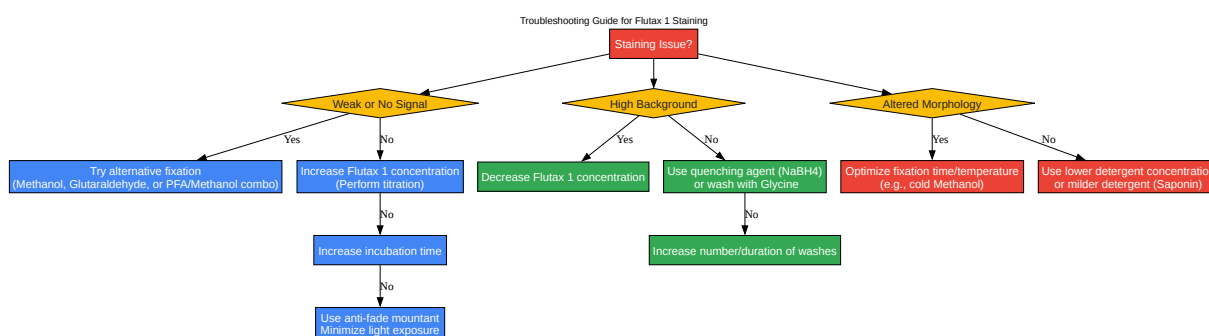 Troubleshooting Guide for Flutax 1 Staining
Staining Issue?
Weak or No Signal
High Background
Altered Morphology
Yes
No
Yes
No
Yes
No
Try alternative fixation
(Methanol, Glutaraldehyde, or PFA/Methanol combo)
Increase Flutax 1 concentration
(Perform titration)
Decrease Flutax 1 concentration
Use quenching agent (NaBH4)
or wash with Glycine
Optimize fixation time/temperature
(e.g., cold Methanol)
Use lower detergent concentratio
or milder detergent (Saponin)
No
No
Increase incubation time
Increase number/duration of washes
No
Use anti-fade mountant
Minimize light exposure